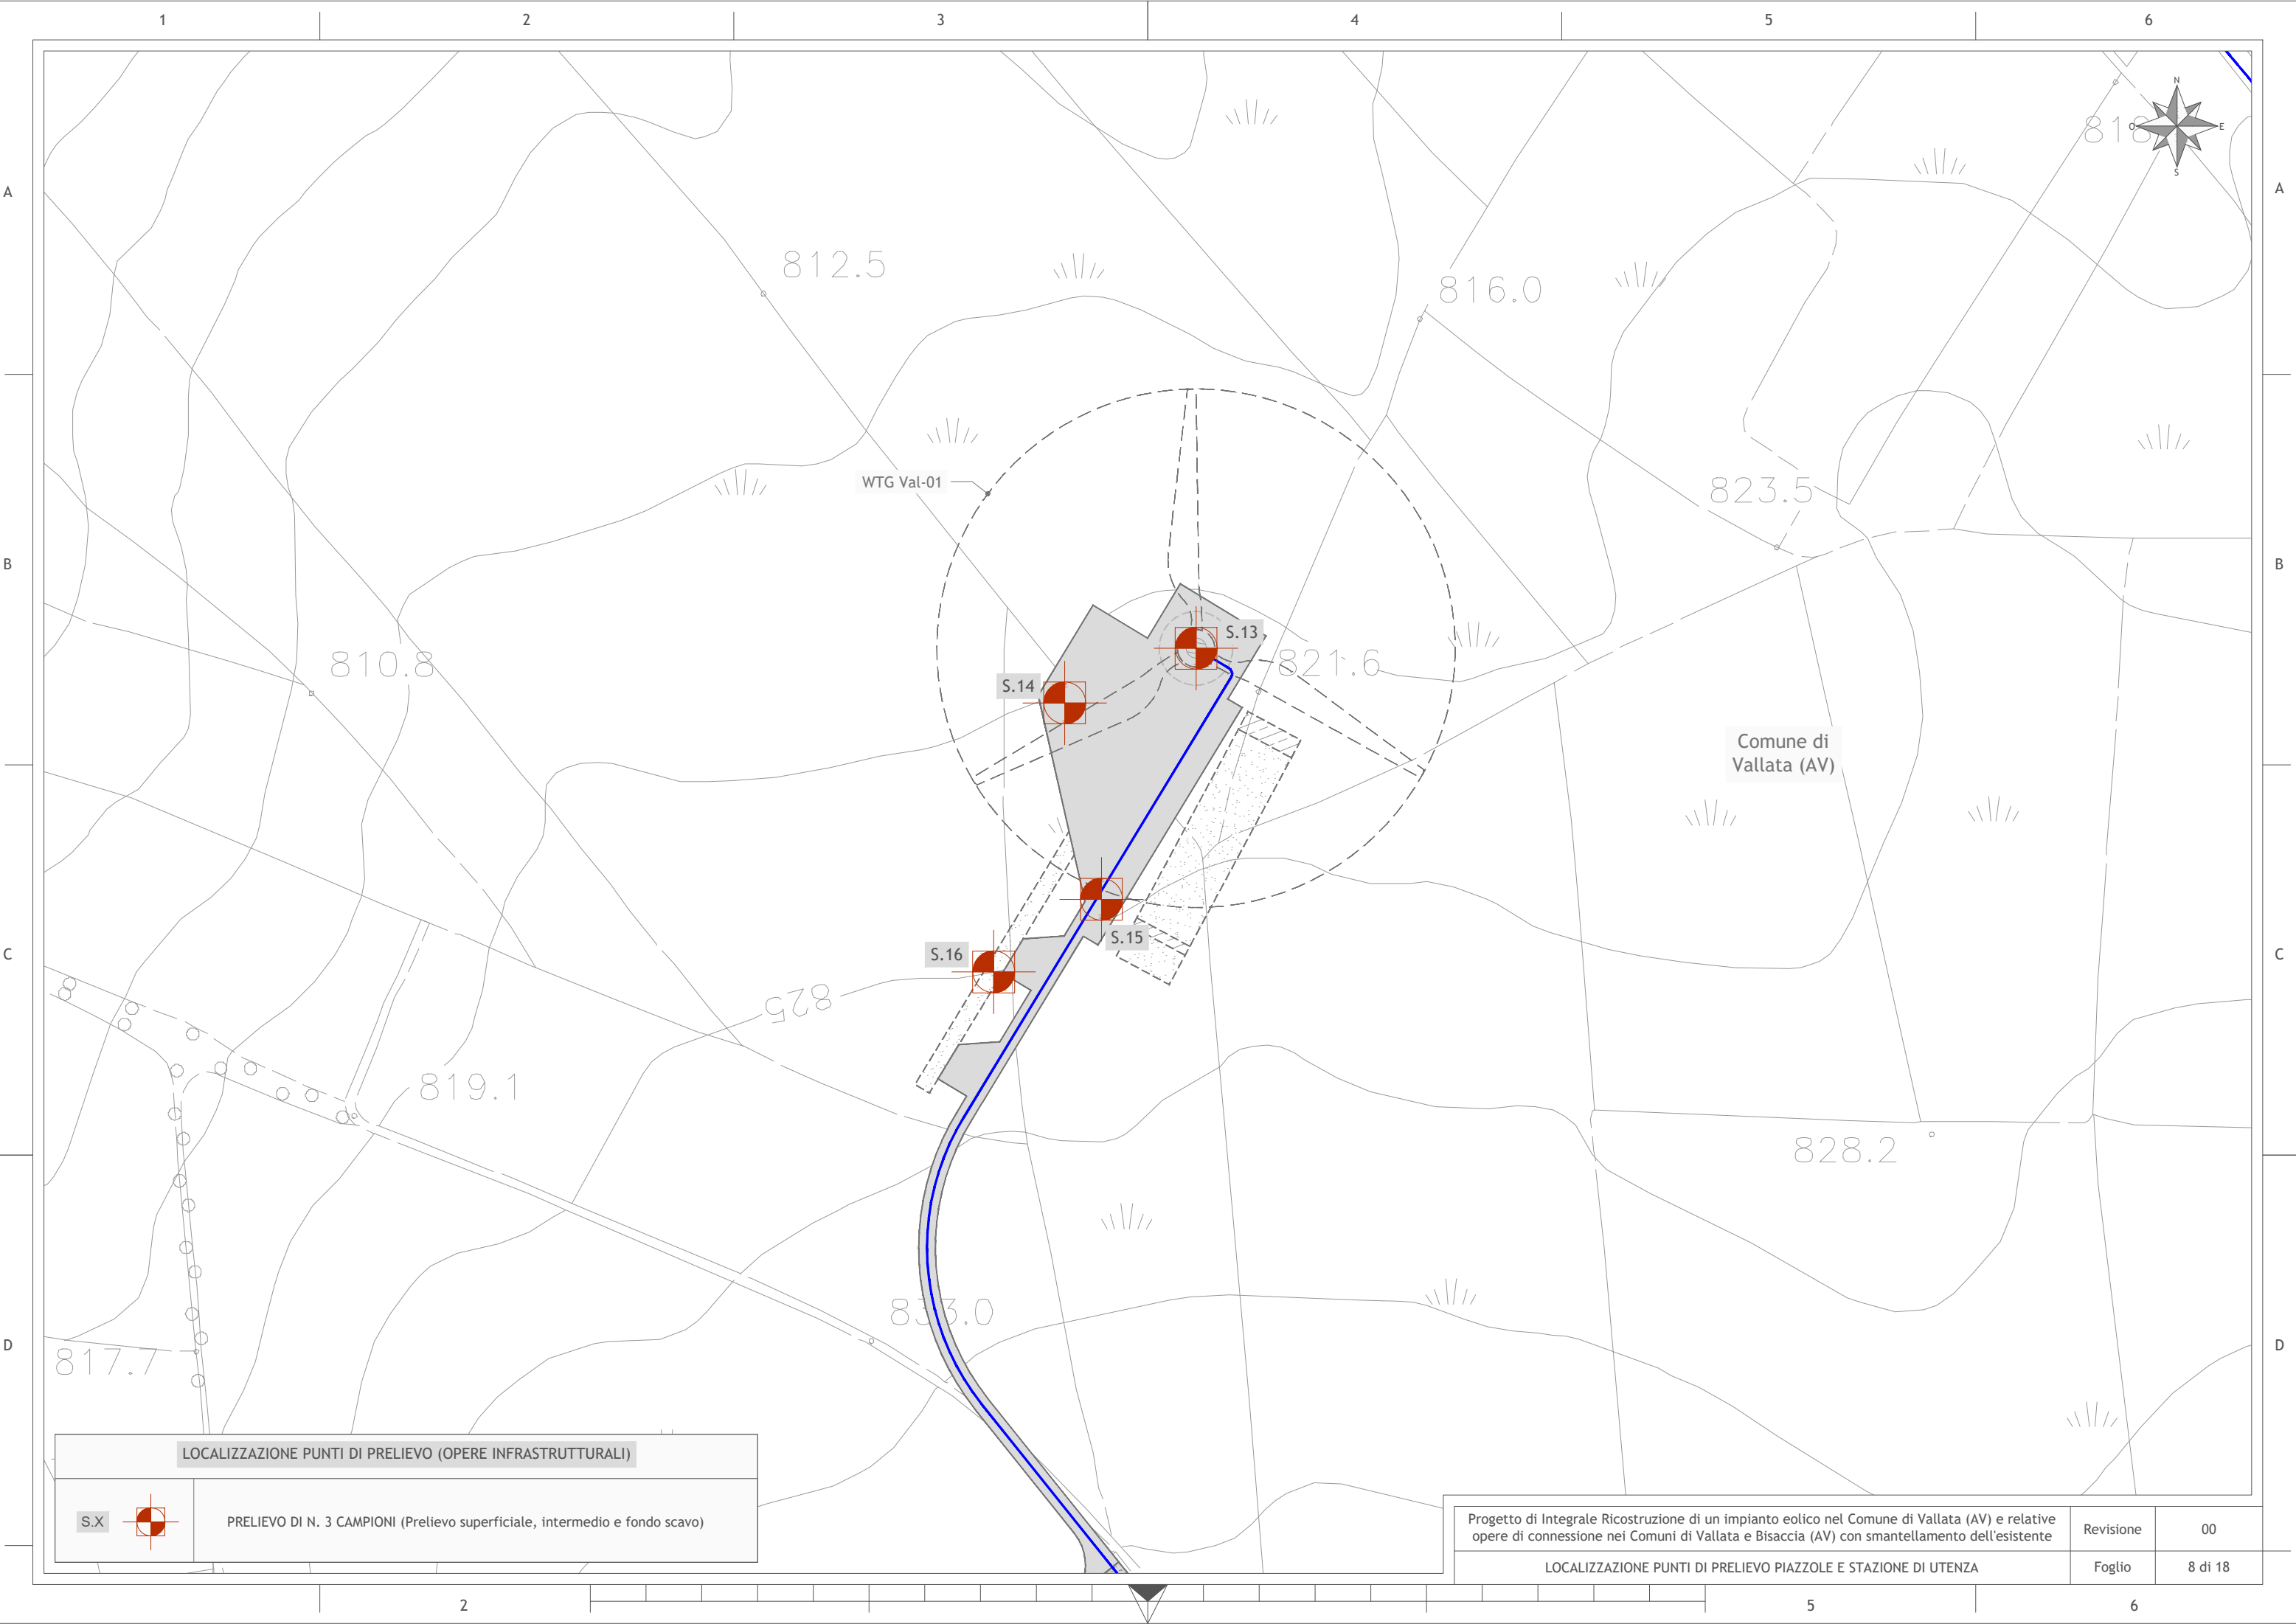 1 2 3 4 5 6
N
O E
S
A A
812.5
816.0
WTG Val-01
823.5
B B
S.13
810.8
821.6
S.14
Comune di
Vallata (AV)
S.15
S.16
C C
825
819.1
828.2
833.0
D D
817.7
LOCALIZZAZIONE PUNTI DI PRELIEVO (OPERE INFRASTRUTTURALI)
S.X PRELIEVO DI N. 3 CAMPIONI (Prelievo superficiale, intermedio e fondo scavo)
Progetto di Integrale Ricostruzione di un impianto eolico nel Comune di Vallata (AV) e relative
opere di connessione nei Comuni di Vallata e Bisaccia (AV) con smantellamento dell'esistente
Revisione 00
LOCALIZZAZIONE PUNTI DI PRELIEVO PIAZZOLE E STAZIONE DI UTENZA
Foglio 8 di 18
2 5 6